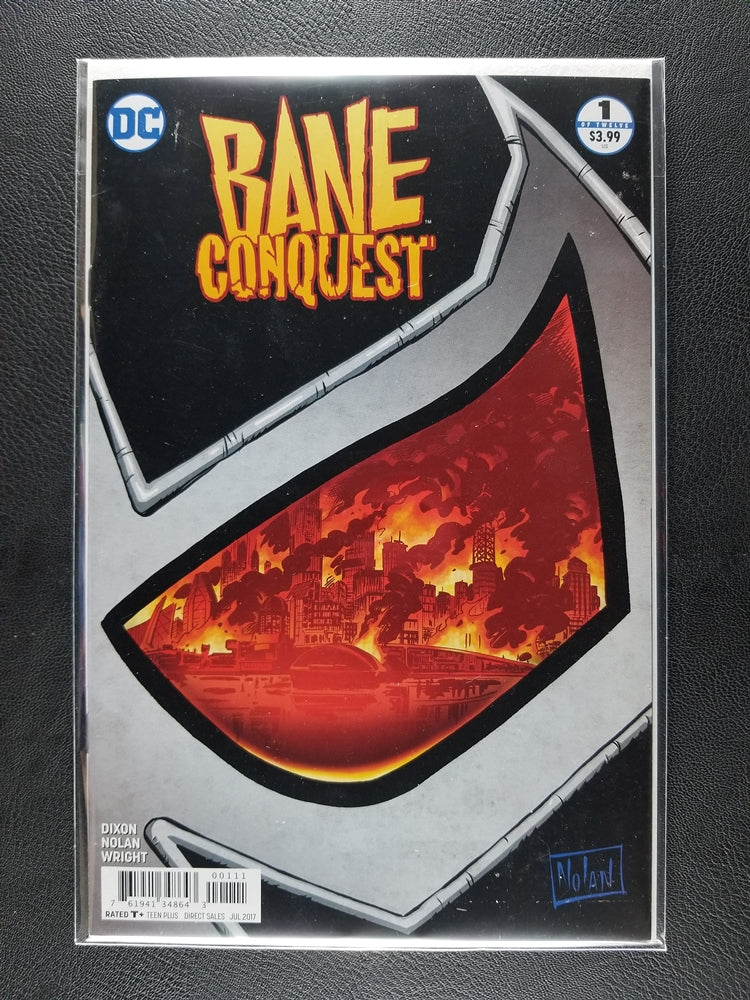 DC
BANE
CONQUEST
™
1
OF TWELVE
$3.99
US
DIXON
NOLAN
WRIGHT
00111
7 61941 34864 3
RATED T+ TEEN PLUS DIRECT SALES JUL 2017
NOLAN